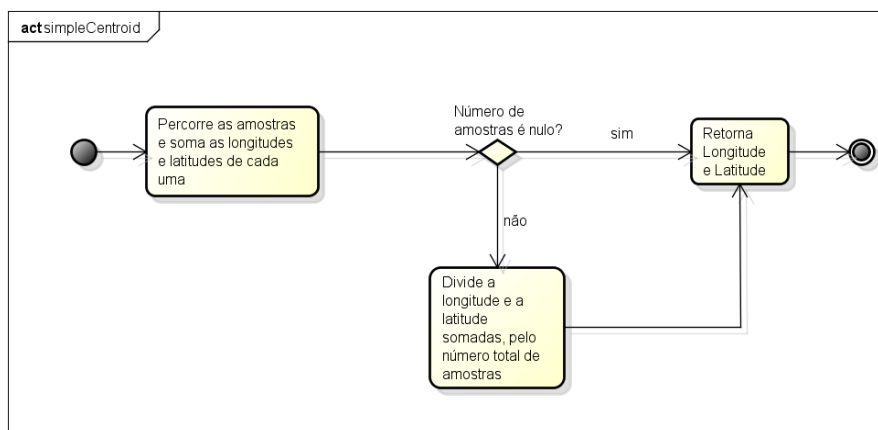 act simpleCentroid
Percorre as amostras
e soma as longitudes
e latitudes de cada
uma
Número de
amostras é nulo?
sim
Retorna
Longitude
e Latitude
não
Divide a
longitude e a
latitude
somadas, pelo
número total de
amostras